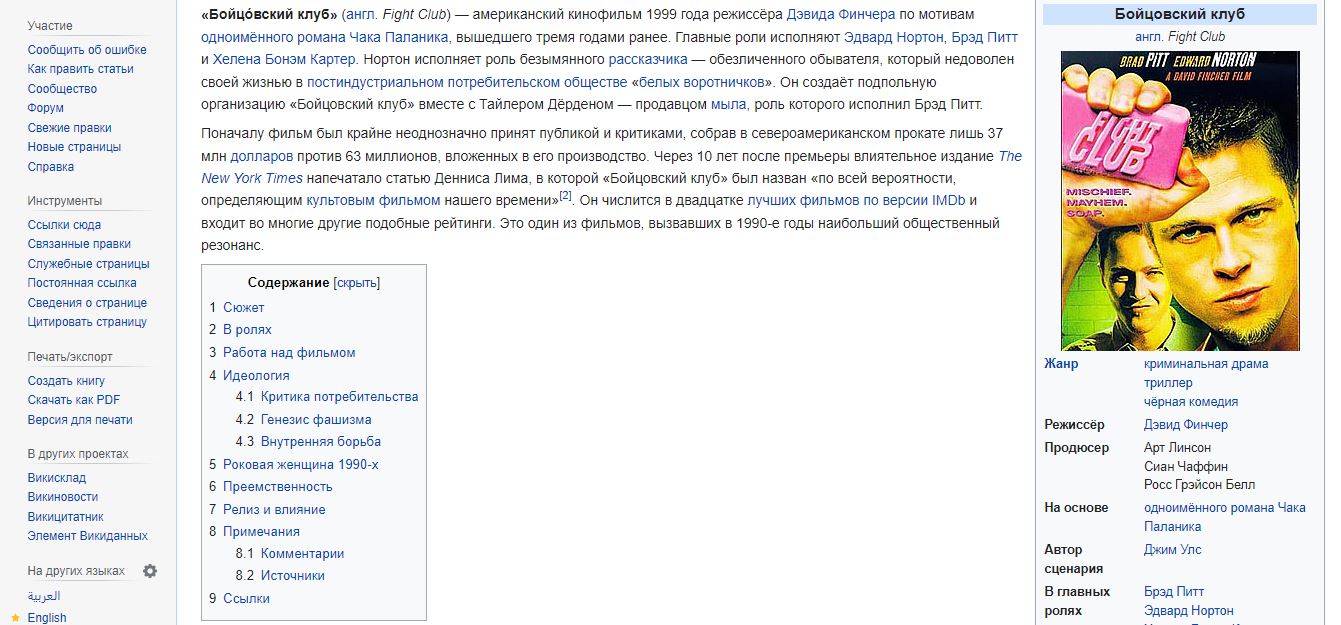 Участие
Сообщить об ошибке
Как править статьи
Сообщество
Форум
Свежие правки
Новые страницы
Справка
Инструменты
Ссылки сюда
Связанные правки
Служебные страницы
Постоянная ссылка
Сведения о странице
Цитировать страницу
Печать/экспорт
Создать книгу
Скачать как PDF
Версия для печати
В других проектах
Викисклад
Викиновости
Викицитатник
Элемент Викиданных
На других языках
العربية
English
«Бойцо́вский клуб» (англ. Fight Club) — американский кинофильм 1999 года режиссёра Дэвида Финчера по мотивам
одноимённого романа Чака Паланика, вышедшего тремя годами ранее. Главные роли исполняют Эдвард Нортон, Брэд Питт
и Хелена Бонэм Картер. Нортон исполняет роль безымянного рассказчика — обезличенного обывателя, который недоволен
своей жизнью в постиндустриальном потребительском обществе «белых воротничков». Он создаёт подпольную
организацию «Бойцовский клуб» вместе с Тайлером Дёрденом — продавцом мыла, роль которого исполнил Брэд Питт.
Поначалу фильм был крайне неоднозначно принят публикой и критиками, собрав в североамериканском прокате лишь 37
млн долларов против 63 миллионов, вложенных в его производство. Через 10 лет после премьеры влиятельное издание The
New York Times напечатало статью Денниса Лима, в которой «Бойцовский клуб» был назван «по всей вероятности,
определяющим культовым фильмом нашего времени»[2]. Он числится в двадцатке лучших фильмов по версии IMDb и
входит во многие другие подобные рейтинги. Это один из фильмов, вызвавших в 1990-е годы наибольший общественный
резонанс.
Содержание [скрыть]
1 Сюжет
2 В ролях
3 Работа над фильмом
4 Идеология
4.1 Критика потребительства
4.2 Генезис фашизма
4.3 Внутренняя борьба
5 Роковая женщина 1990-х
6 Преемственность
7 Релиз и влияние
8 Примечания
8.1 Комментарии
8.2 Источники
9 Ссылки
Бойцовский клуб
англ. Fight Club
BRAD PITT EDWARD NORTON
A DAVID FINCHER FILM
FIGHT
CLUB
MISCHIEF.
MAYHEM.
SOAP.
Жанр криминальная драма
триллер
чёрная комедия
Режиссёр Дэвид Финчер
Продюсер Арт Линсон
Сиан Чаффин
Росс Грэйсон Белл
На основе одноимённого романа Чака
Паланика
Автор Джим Улс
сценария
В главных Брэд Питт
ролях Эдвард Нортон